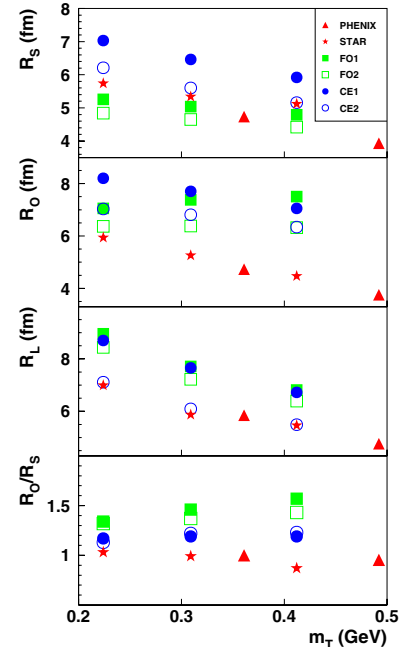 R_S (fm)
8
7
6
5
4
PHENIX
STAR
FO1
FO2
CE1
CE2
R_O (fm)
8
6
4
R_L (fm)
8
6
R_O/R_S
1.5
1
0.2 0.3 0.4 0.5
m_T (GeV)